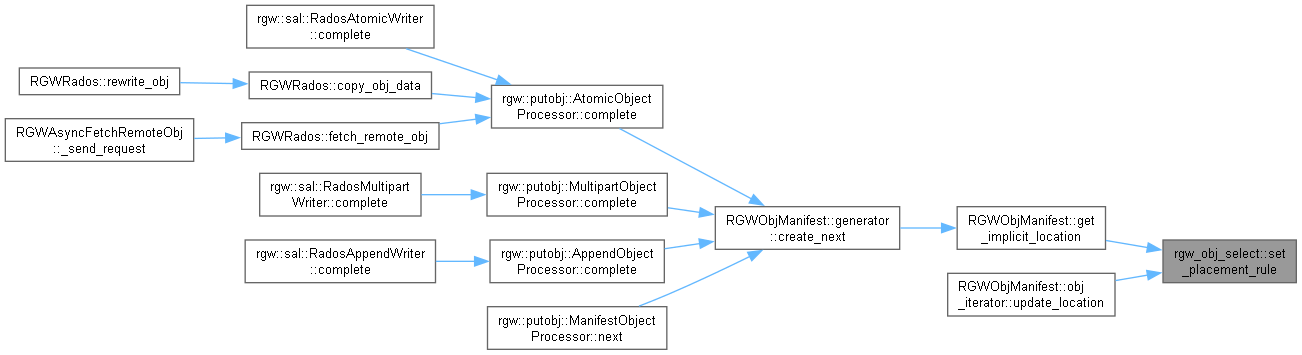 rgw::sal::RadosAtomicWriter
::complete
RGWRados::rewrite_obj
RGWRados::copy_obj_data
rgw::putobj::AtomicObject
Processor::complete
RGWAsyncFetchRemoteObj
::_send_request
RGWRados::fetch_remote_obj
rgw::sal::RadosMultipart
Writer::complete
rgw::putobj::MultipartObject
Processor::complete
RGWObjManifest::generator
::create_next
RGWObjManifest::get
_implicit_location
rgw_obj_select::set
_placement_rule
rgw::sal::RadosAppendWriter
::complete
rgw::putobj::AppendObject
Processor::complete
RGWObjManifest::obj
_iterator::update_location
rgw::putobj::ManifestObject
Processor::next